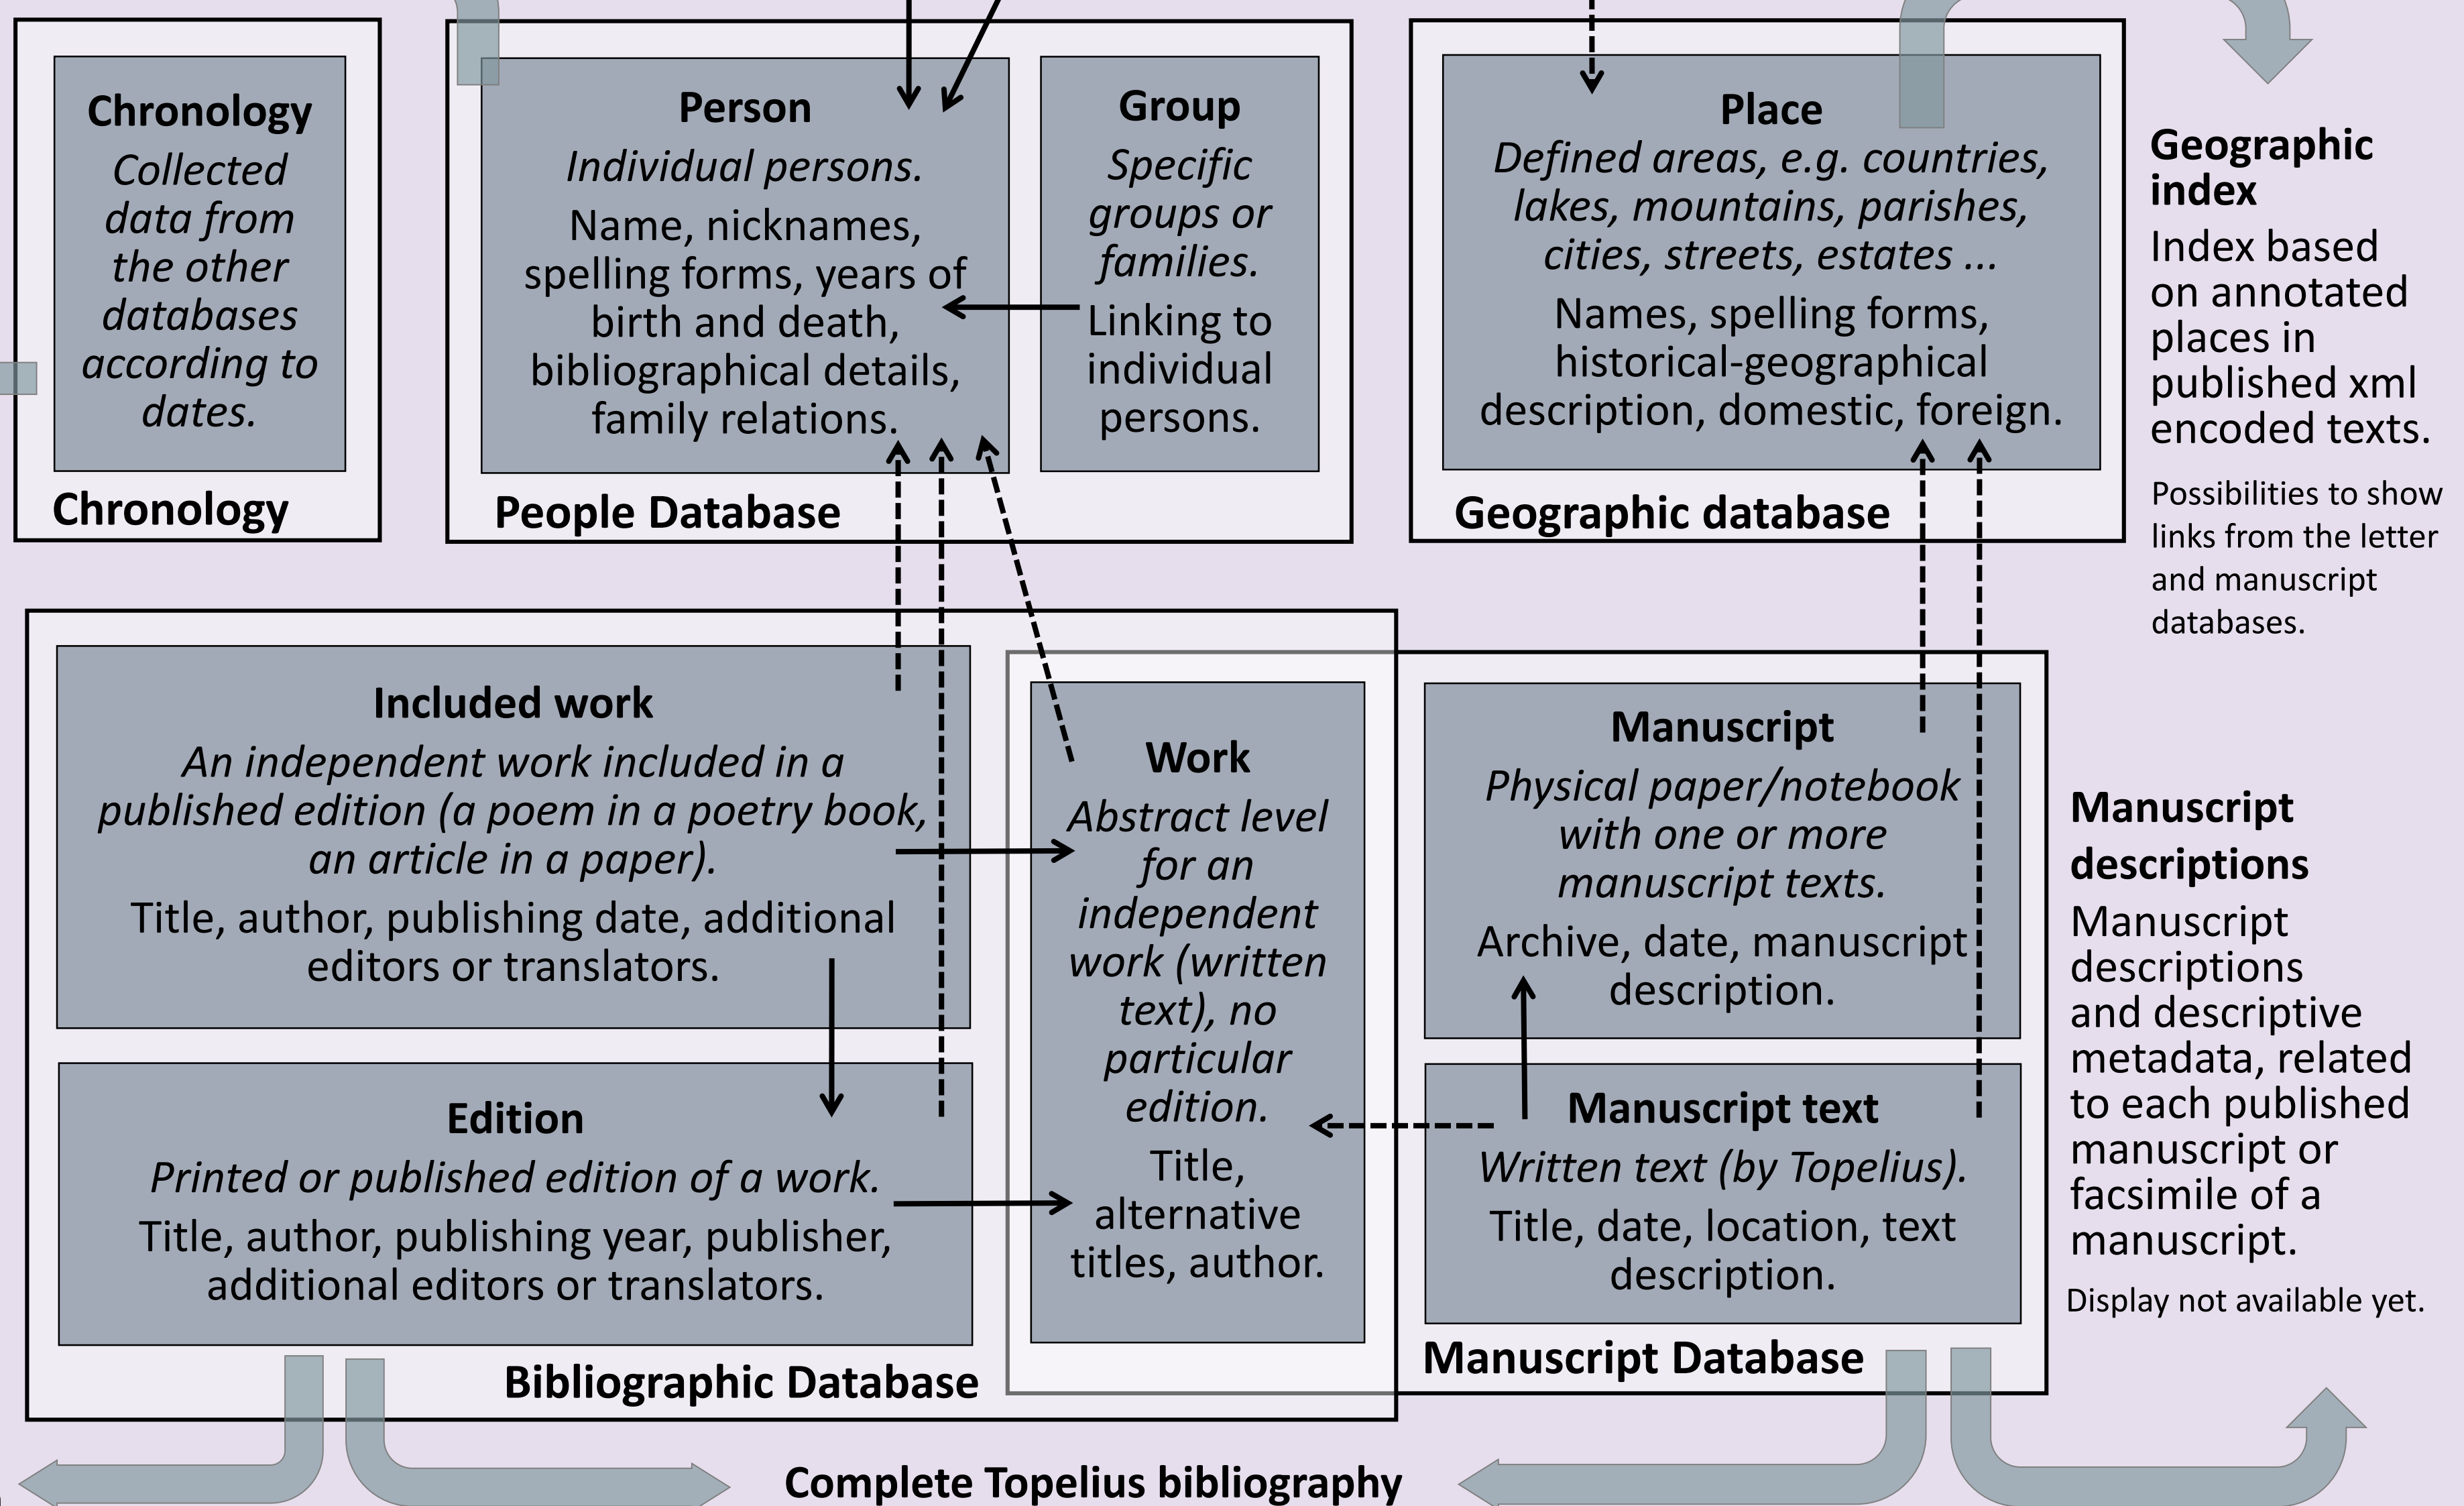 Chronology
Collected
data from
the other
databases
according to
dates.
Chronology
Person
Individual persons.
Name, nicknames,
spelling forms, years of
birth and death,
bibliographical details,
family relations.
Group
Specific
groups or
families.
Linking to
individual
persons.
People Database
Place
Defined areas, e.g. countries,
lakes, mountains, parishes,
cities, streets, estates ...
Names, spelling forms,
historical-geographical
description, domestic, foreign.
Geographic database
Geographic
index
Index based
on annotated
places in
published xml
encoded texts.
Possibilities to show
links from the letter
and manuscript
databases.
Included work
An independent work included in a
published edition (a poem in a poetry book,
an article in a paper).
Title, author, publishing date, additional
editors or translators.
Edition
Printed or published edition of a work.
Title, author, publishing year, publisher,
additional editors or translators.
Bibliographic Database
Work
Abstract level
for an
independent
work (written
text), no
particular
edition.
Title,
alternative
titles, author.
Manuscript
Physical paper/notebook
with one or more
manuscript texts.
Archive, date, manuscript
description.
Manuscript text
Written text (by Topelius).
Title, date, location, text
description.
Manuscript Database
Manuscript
descriptions
Manuscript
descriptions
and descriptive
metadata, related
to each published
manuscript or
facsimile of a
manuscript.
Display not available yet.
Complete Topelius bibliography